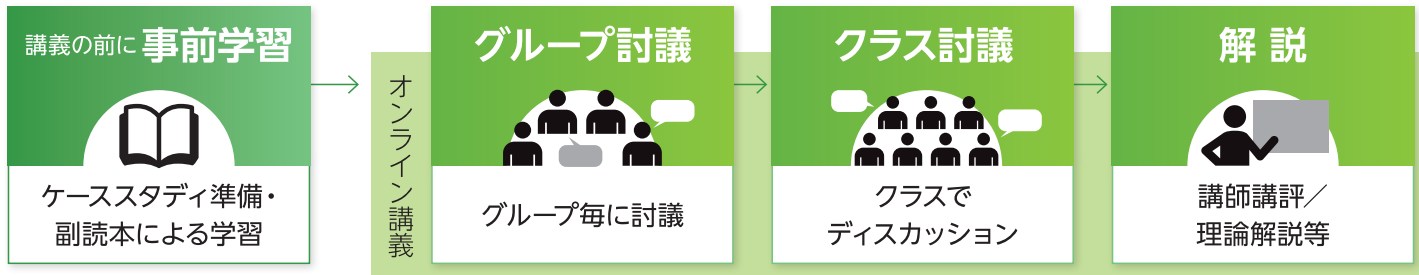 講義の前に 事前学習
ケーススタディ準備・
副読本による学習
オンライン講義
グループ討議
グループ毎に討議
クラス討議
クラスで
ディスカッション
解 説
講師講評／
理論解説等